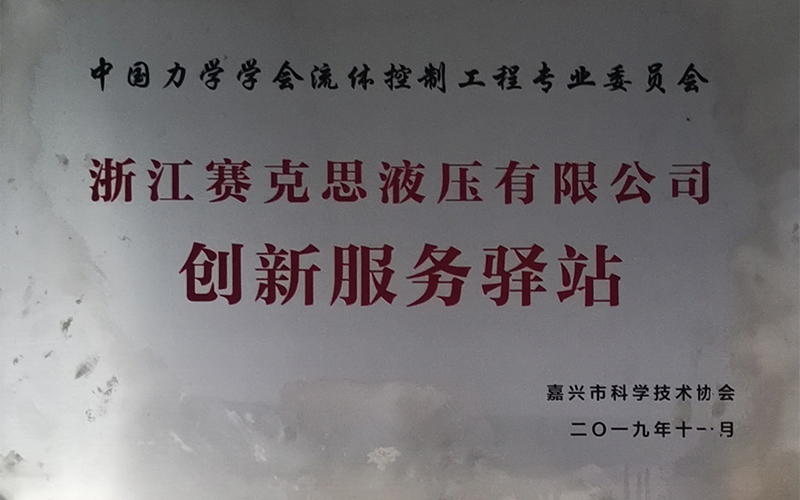 中国力学学会流体控制工程专业委员会
浙江赛克思液压有限公司
创新服务驿站
嘉兴市科学技术协会
二〇一九年十一月